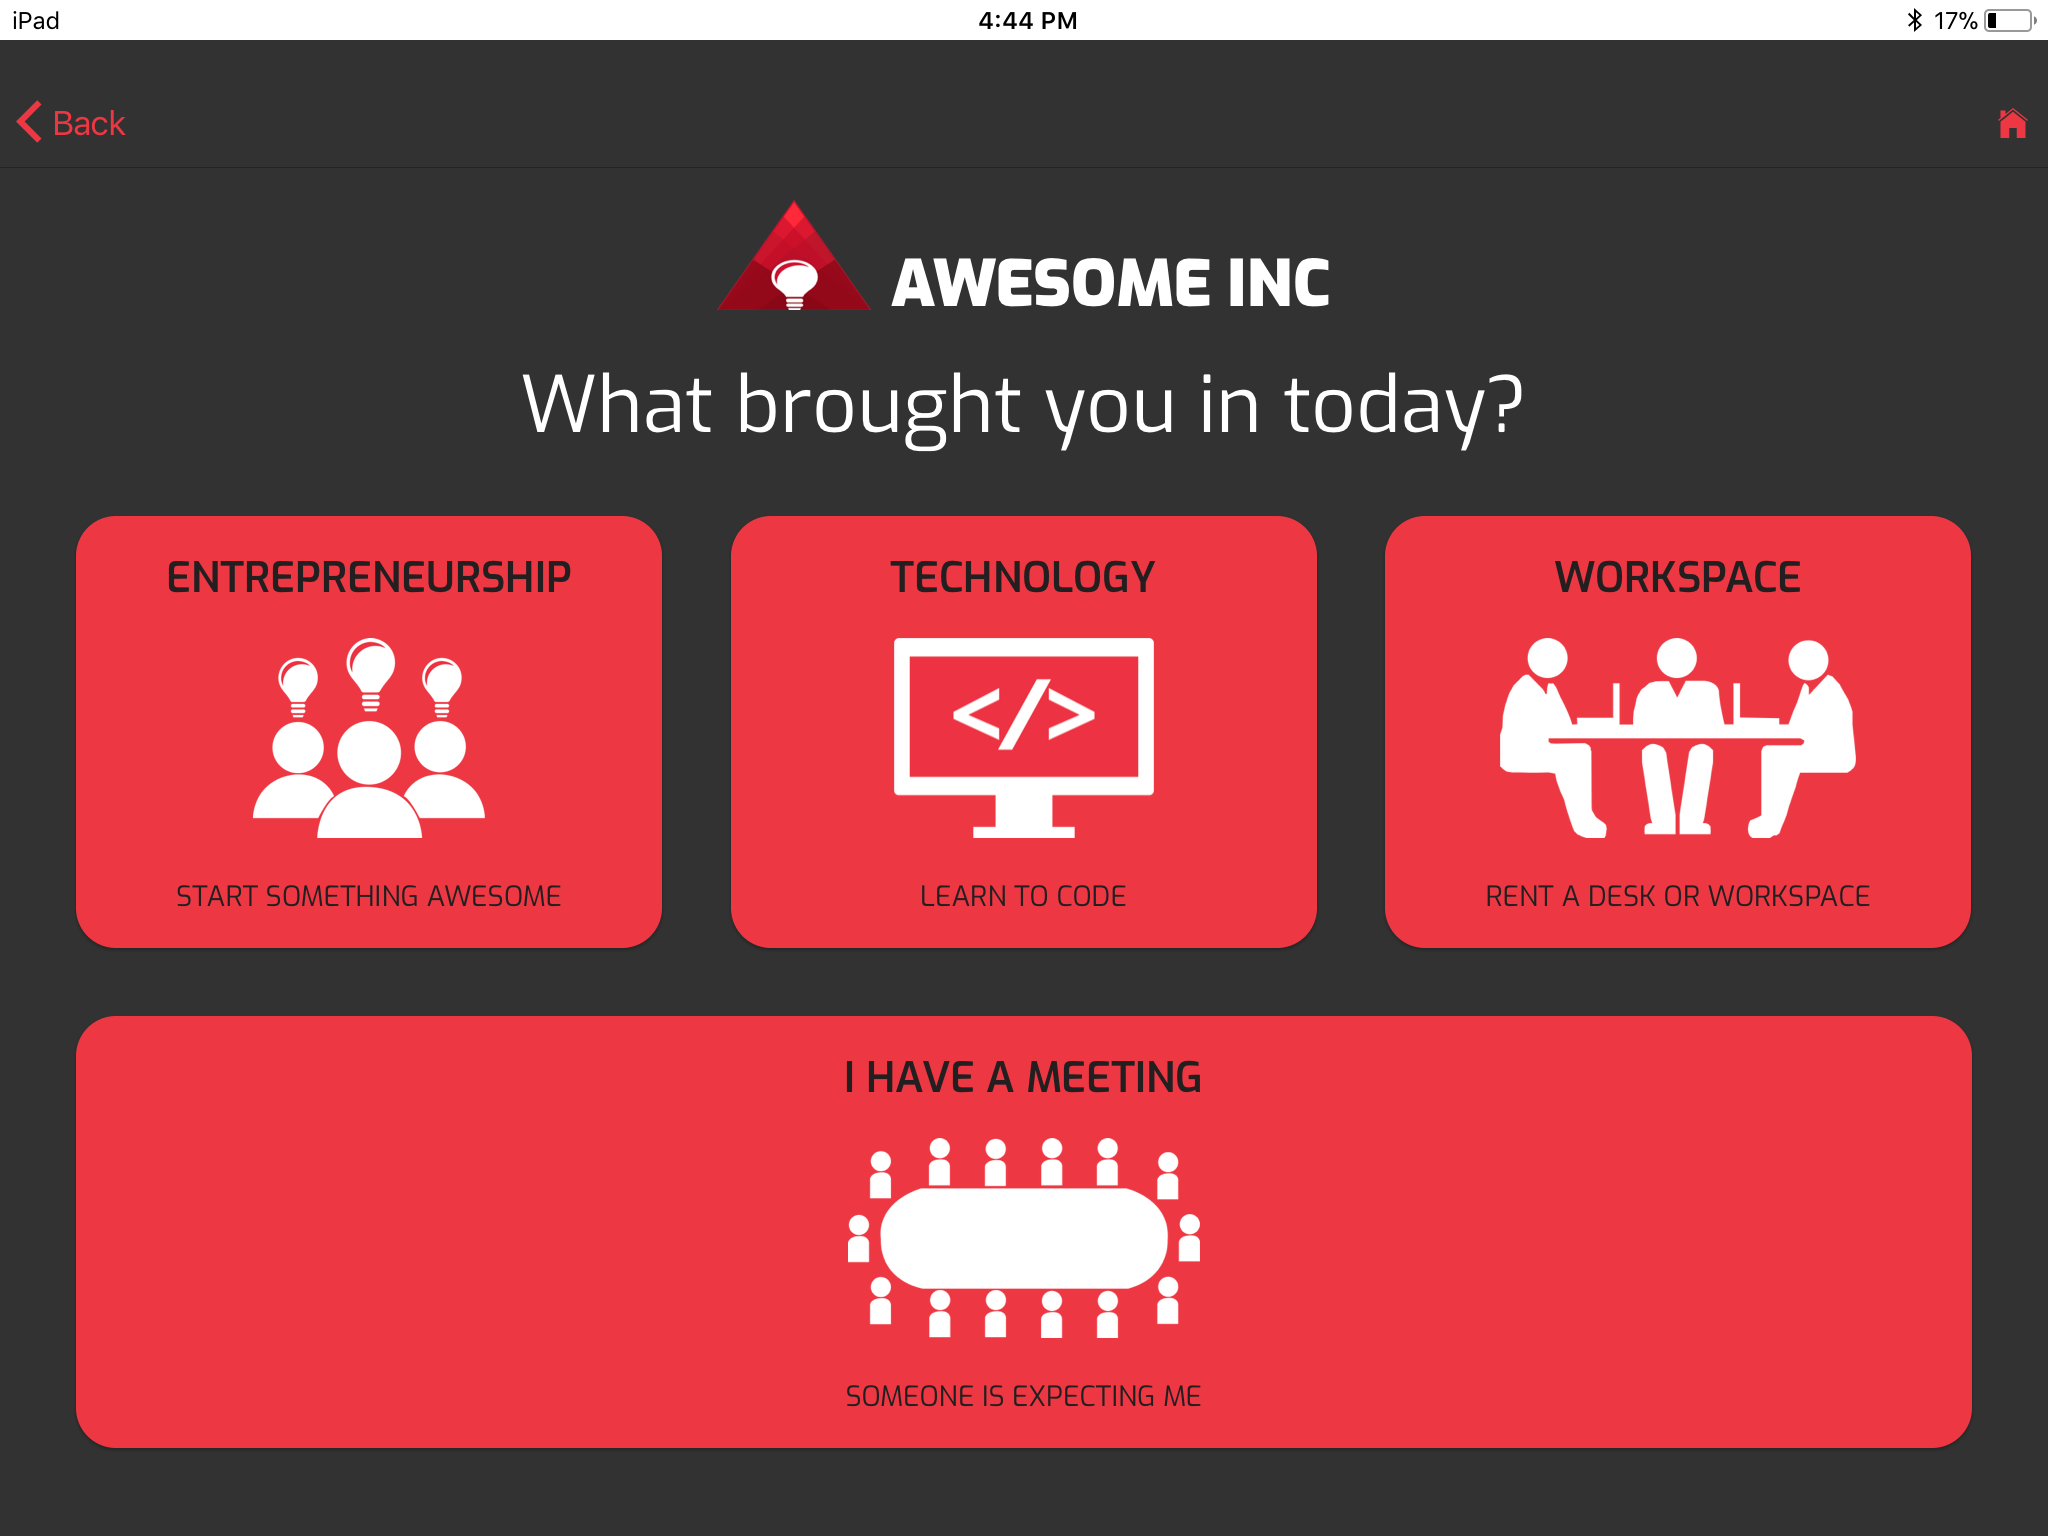 iPad
4:44 PM
17%
Back
AWESOME INC
What brought you in today?
ENTREPRENEURSHIP
START SOMETHING AWESOME
TECHNOLOGY
</>
LEARN TO CODE
WORKSPACE
RENT A DESK OR WORKSPACE
I HAVE A MEETING
SOMEONE IS EXPECTING ME